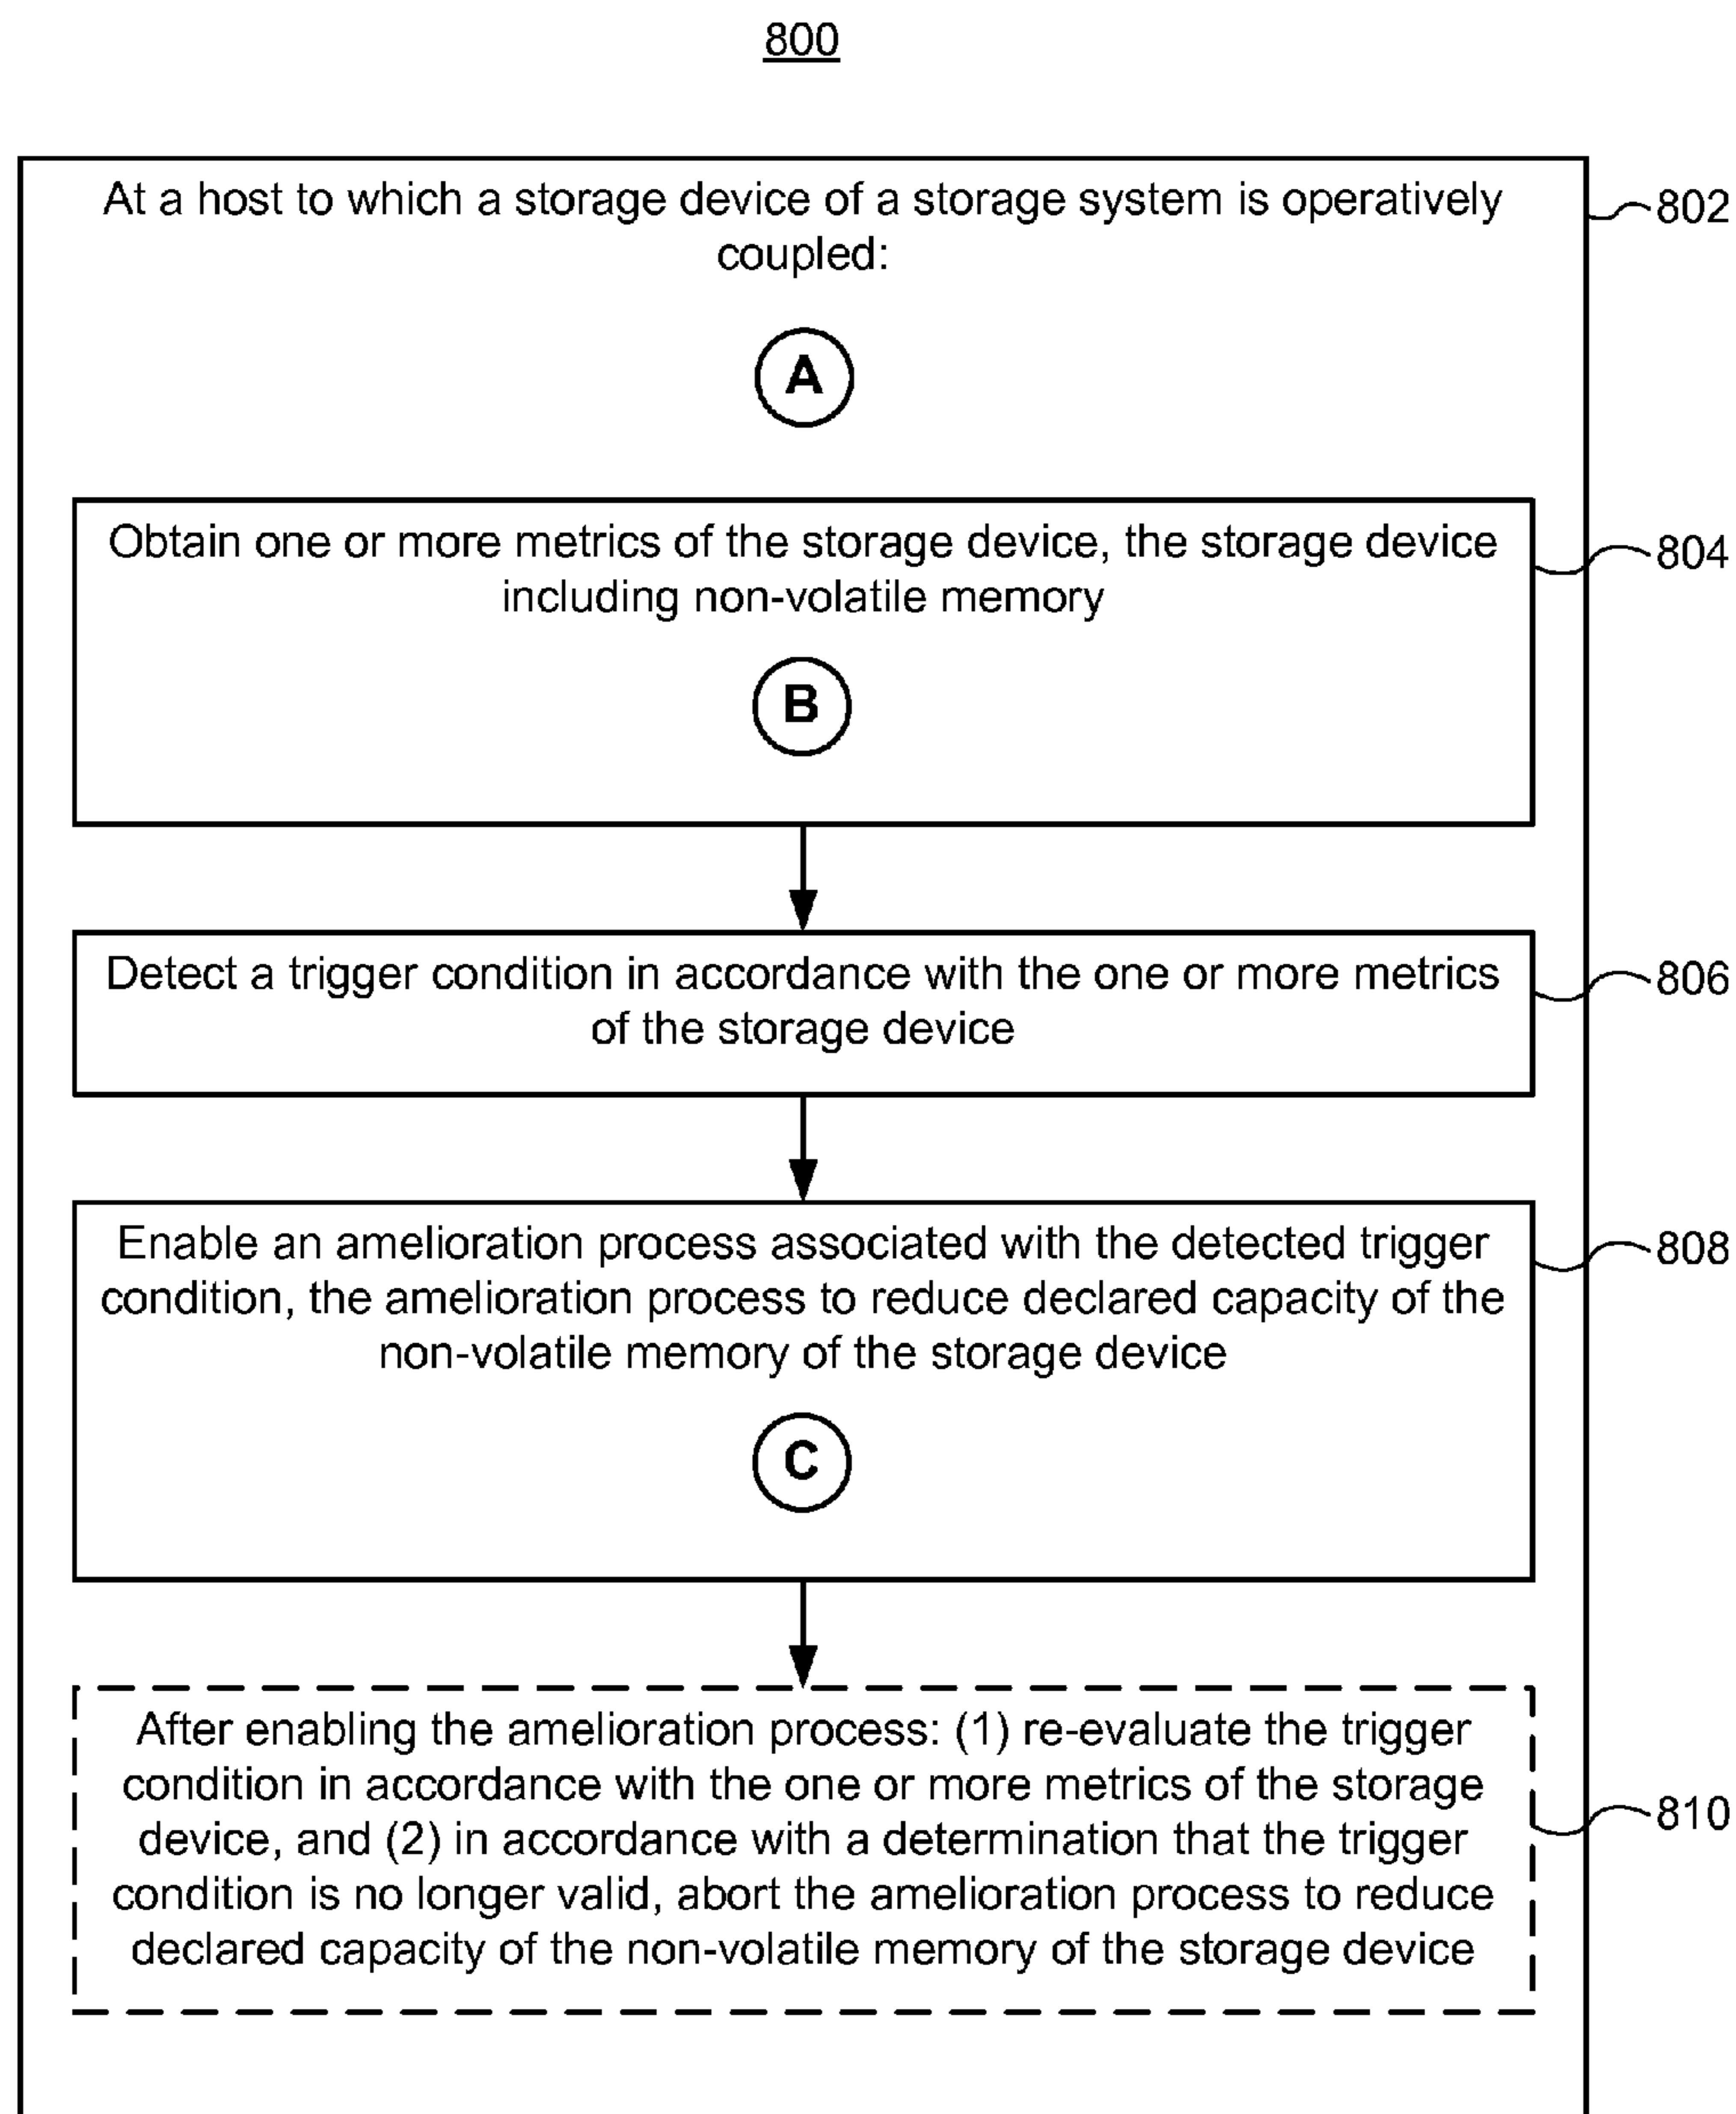 800
At a host to which a storage device of a storage system is operatively
coupled:
802
A
Obtain one or more metrics of the storage device, the storage device
including non-volatile memory
804
B
Detect a trigger condition in accordance with the one or more metrics
of the storage device
806
Enable an amelioration process associated with the detected trigger
condition, the amelioration process to reduce declared capacity of the
non-volatile memory of the storage device
808
C
After enabling the amelioration process: (1) re-evaluate the trigger
condition in accordance with the one or more metrics of the storage
device, and (2) in accordance with a determination that the trigger
condition is no longer valid, abort the amelioration process to reduce
declared capacity of the non-volatile memory of the storage device
810